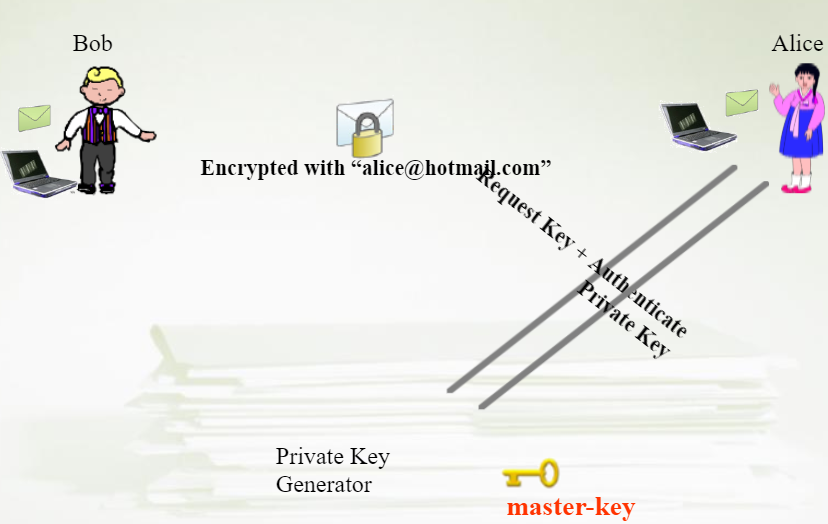 Bob
Alice
Encrypted with “alice@hotmail.com”
Request Key + Authenticate
Private Key
Private Key
Generator
master-key